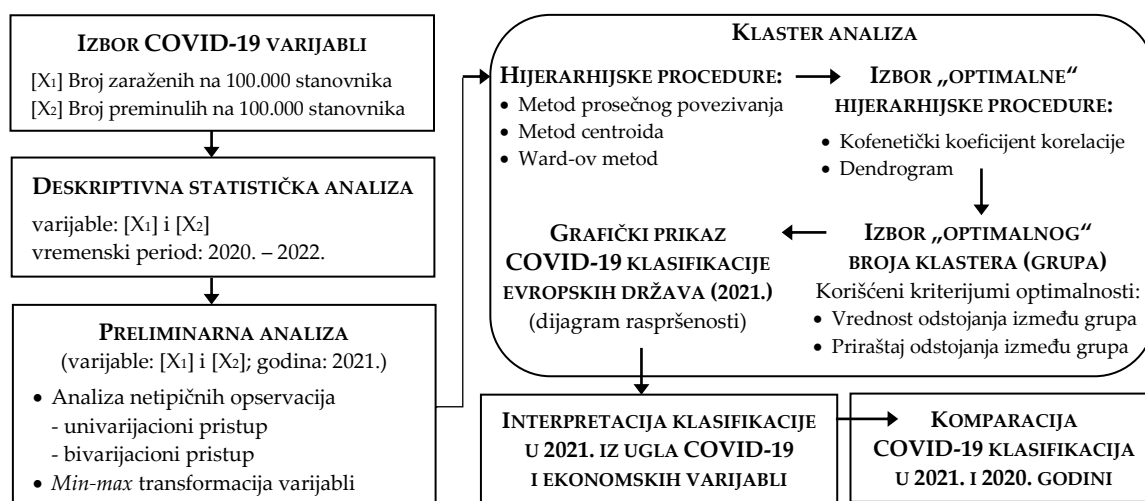 IZBOR COVID-19 VARIJABLI
[X1] Broj zaraženih na 100.000 stanovnika
[X2] Broj preminulih na 100.000 stanovnika
DESKRIPTIVNA STATISTIČKA ANALIZA
varijable: [X1] i [X2]
vremenski period: 2020. – 2022.
PRELIMINARNA ANALIZA
(varijable: [X1] i [X2]; godina: 2021.)
• Analiza netipičnih opservacija
- univarijacioni pristup
- bivarijacioni pristup
• Min-max transformacija varijabli
KLASTER ANALIZA
HIJERARHIJSKE PROCEDURE:
• Metod prosečnog povezivanja
• Metod centroida
• Ward-ov metod
IZBOR „OPTIMALNE“
HIJERARHIJSKE PROCEDURE:
• Kofenetički koeficijent korelacije
• Dendrogram
IZBOR „OPTIMALNOG“
BROJA KLASTERA (GRUPA)
Korišćeni kriterijumi optimalnosti:
• Vrednost odstojanja između grupa
• Priraštaj odstojanja između grupa
GRAFIČKI PRIKAZ
COVID-19 KLASIFIKACIJE
EVROPSKIH DRŽAVA (2021.)
(dijagram raspršenosti)
INTERPRETACIJA KLASIFIKACIJE
U 2021. IZ UGLA COVID-19
I EKONOMSKIH VARIJABLI
KOMPARACIJA
COVID-19 KLASIFIKACIJA
U 2021. I 2020. GODINI